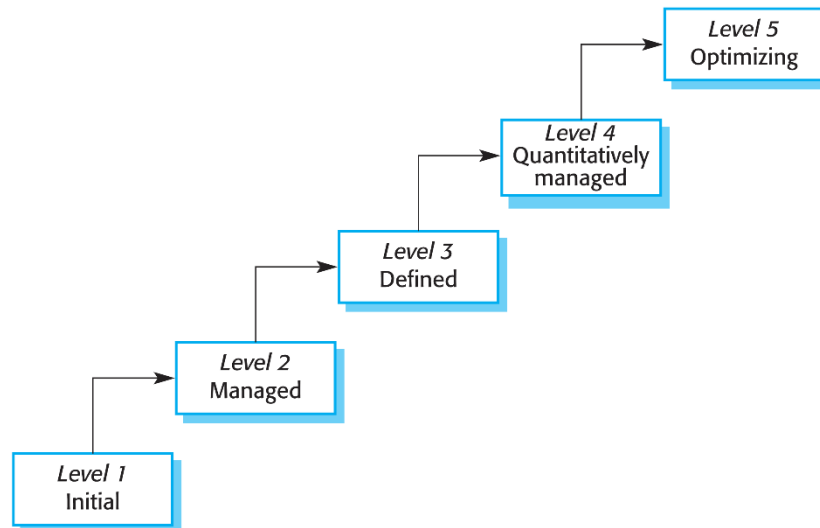 Level 5
Optimizing
Level 4
Quantitatively
managed
Level 3
Defined
Level 2
Managed
Level 1
Initial